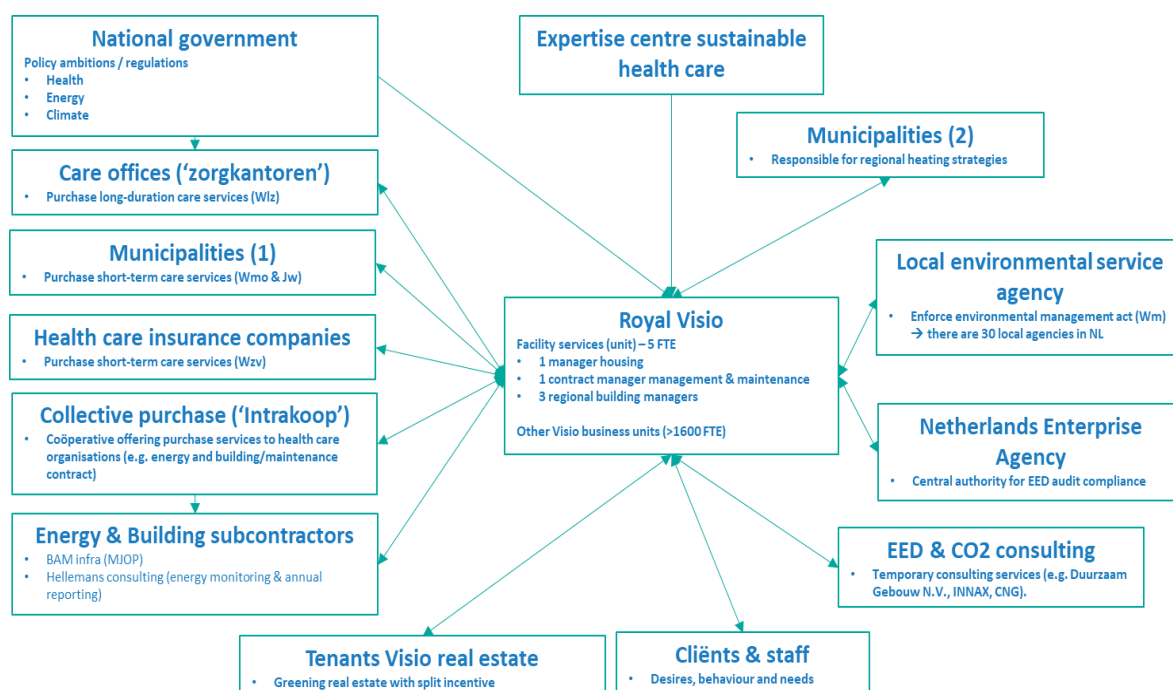 National government
Policy ambitions / regulations
• Health
• Energy
• Climate
Expertise centre sustainable
health care
Municipalities (2)
• Responsible for regional heating strategies
Care offices (‘zorgkantoren’)
• Purchase long-duration care services (Wlz)
Municipalities (1)
• Purchase short-term care services (Wmo & Jw)
Local environmental service
agency
• Enforce environmental management act (Wm)
→ there are 30 local agencies in NL
Health care insurance companies
• Purchase short-term care services (Wzv)
Royal Visio
Facility services (unit) – 5 FTE
• 1 manager housing
• 1 contract manager management & maintenance
• 3 regional building managers
Other Visio business units (>1600 FTE)
Collective purchase (‘Intrakoop’)
• Coöperative offering purchase services to health care
organisations (e.g. energy and building/maintenance
contract)
Netherlands Enterprise
Agency
• Central authority for EED audit compliance
Energy & Building subcontractors
• BAM infra (MJOP)
• Hellemans consulting (energy monitoring & annual
reporting)
EED & CO2 consulting
• Temporary consulting services (e.g. Duurzaam
Gebouw N.V., INNAX, CNG).
Tenants Visio real estate
• Greening real estate with split incentive
Cliënts & staff
• Desires, behaviour and needs